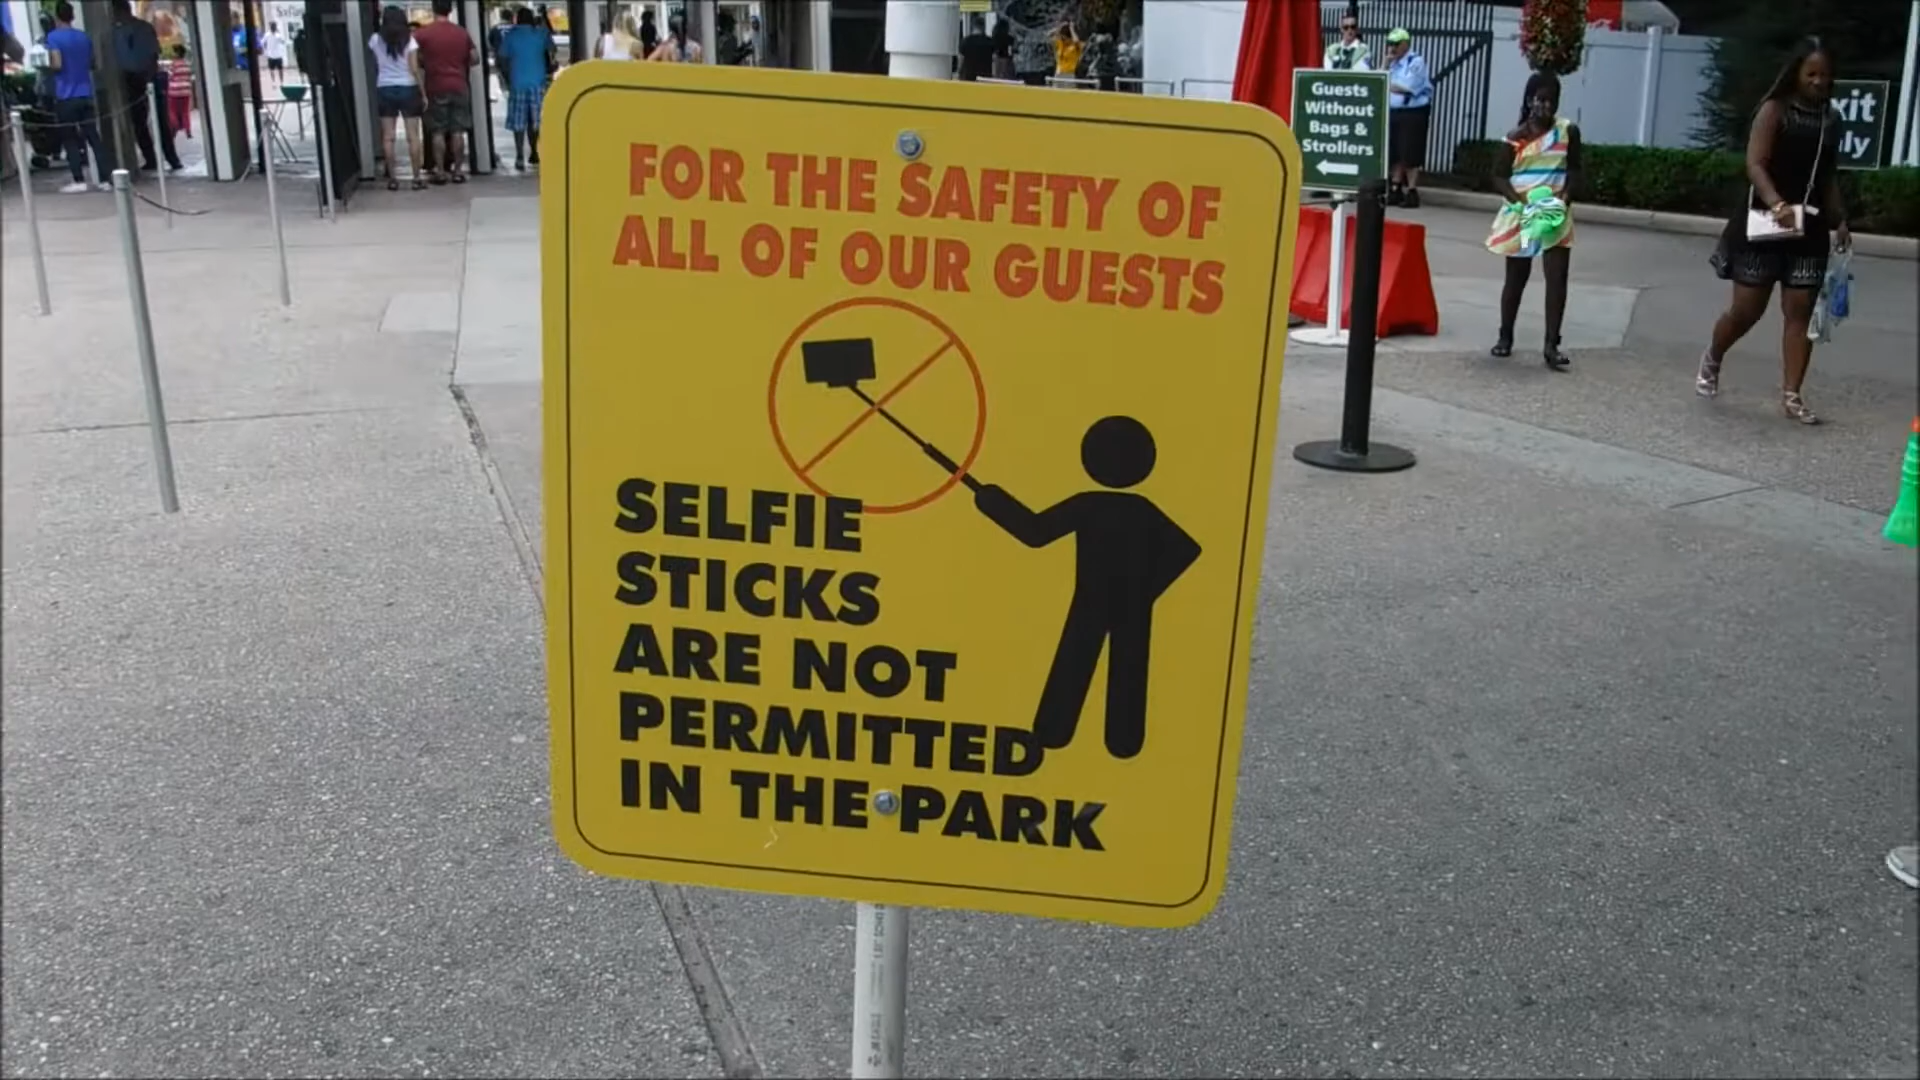 FOR THE SAFETY OF
ALL OF OUR GUESTS
SELFIE
STICKS
ARE NOT
PERMITTED
IN THE PARK
Guests
Without
Bags &
Strollers